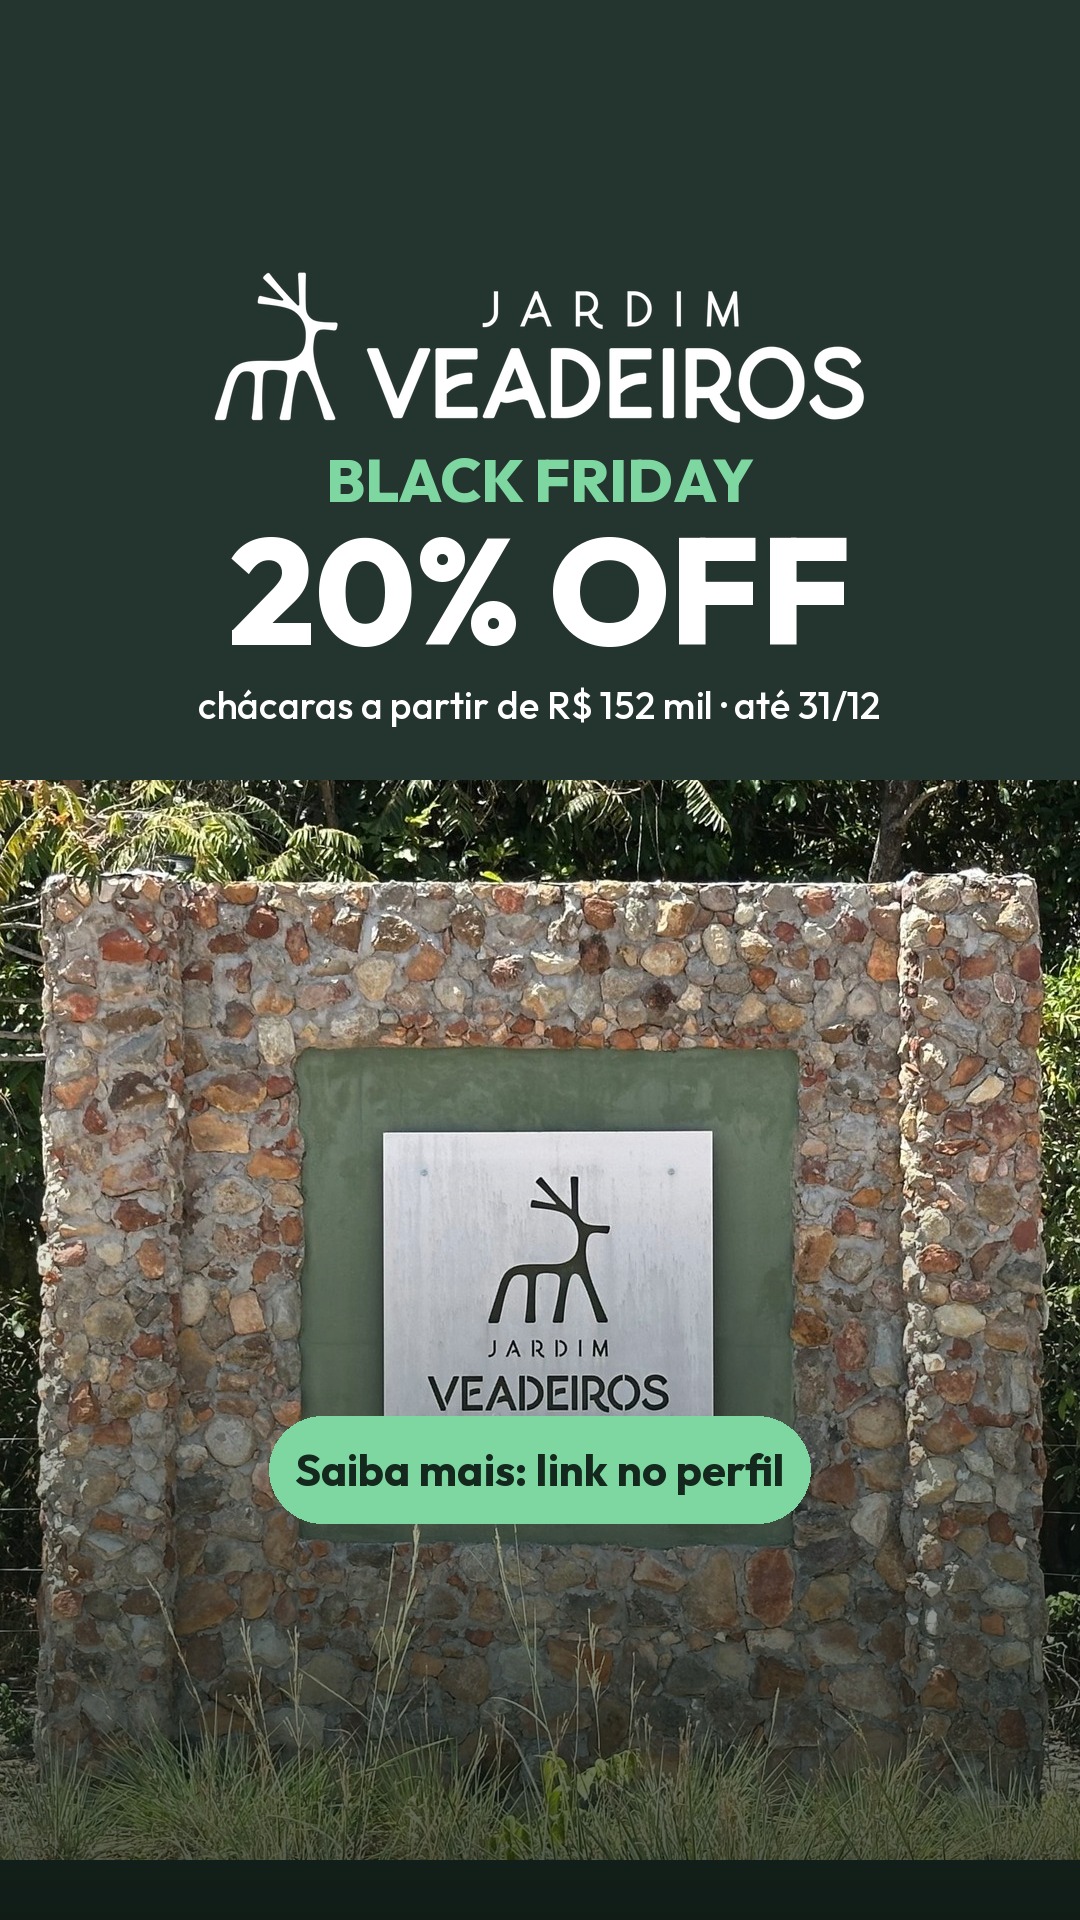 JARDIM
VEADEIROS
BLACK FRIDAY
20% OFF
chácaras a partir de R$ 152 mil · até 31/12
JARDIM
VEADEIROS
Saiba mais: link no perfil